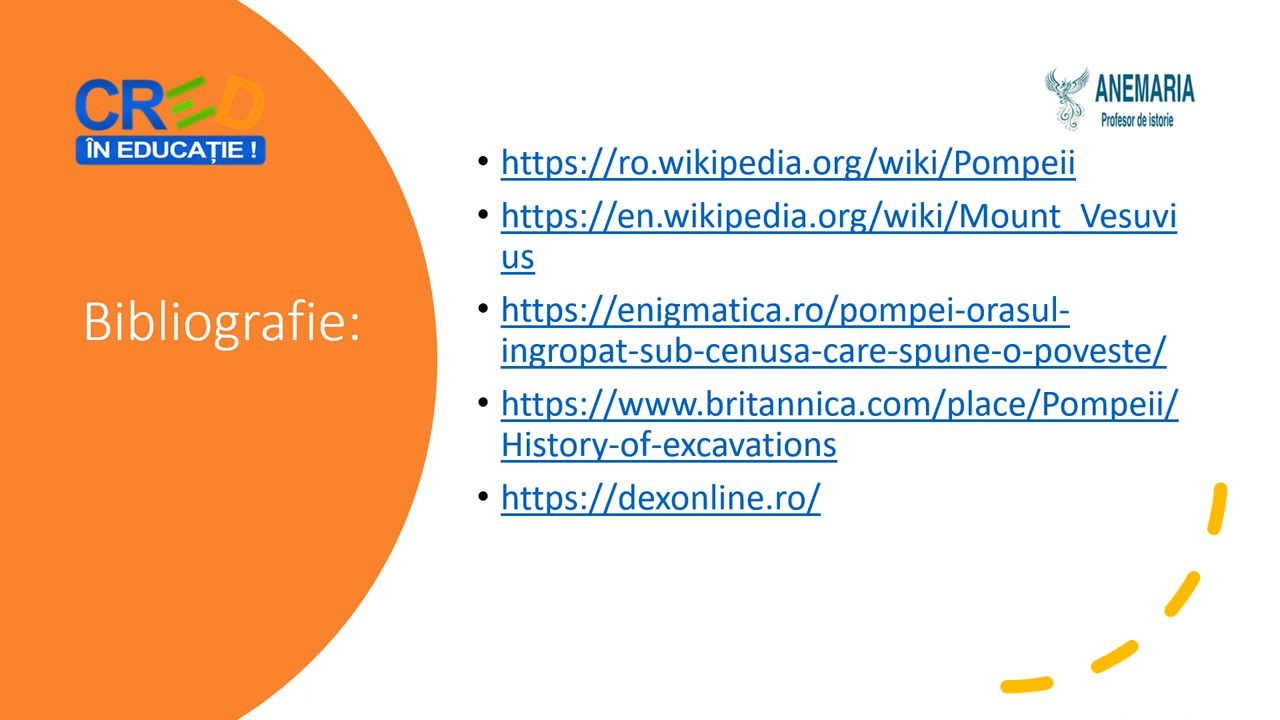 CRED
ÎN EDUCAȚIE !
ANEMARIA
Profesor de istorie
Bibliografie:
• https://ro.wikipedia.org/wiki/Pompeii
• https://en.wikipedia.org/wiki/Mount_Vesuvi
us
• https://enigmatica.ro/pompei-orasul-
ingropat-sub-cenusa-care-spune-o-poveste/
• https://www.britannica.com/place/Pompeii/
History-of-excavations
• https://dexonline.ro/